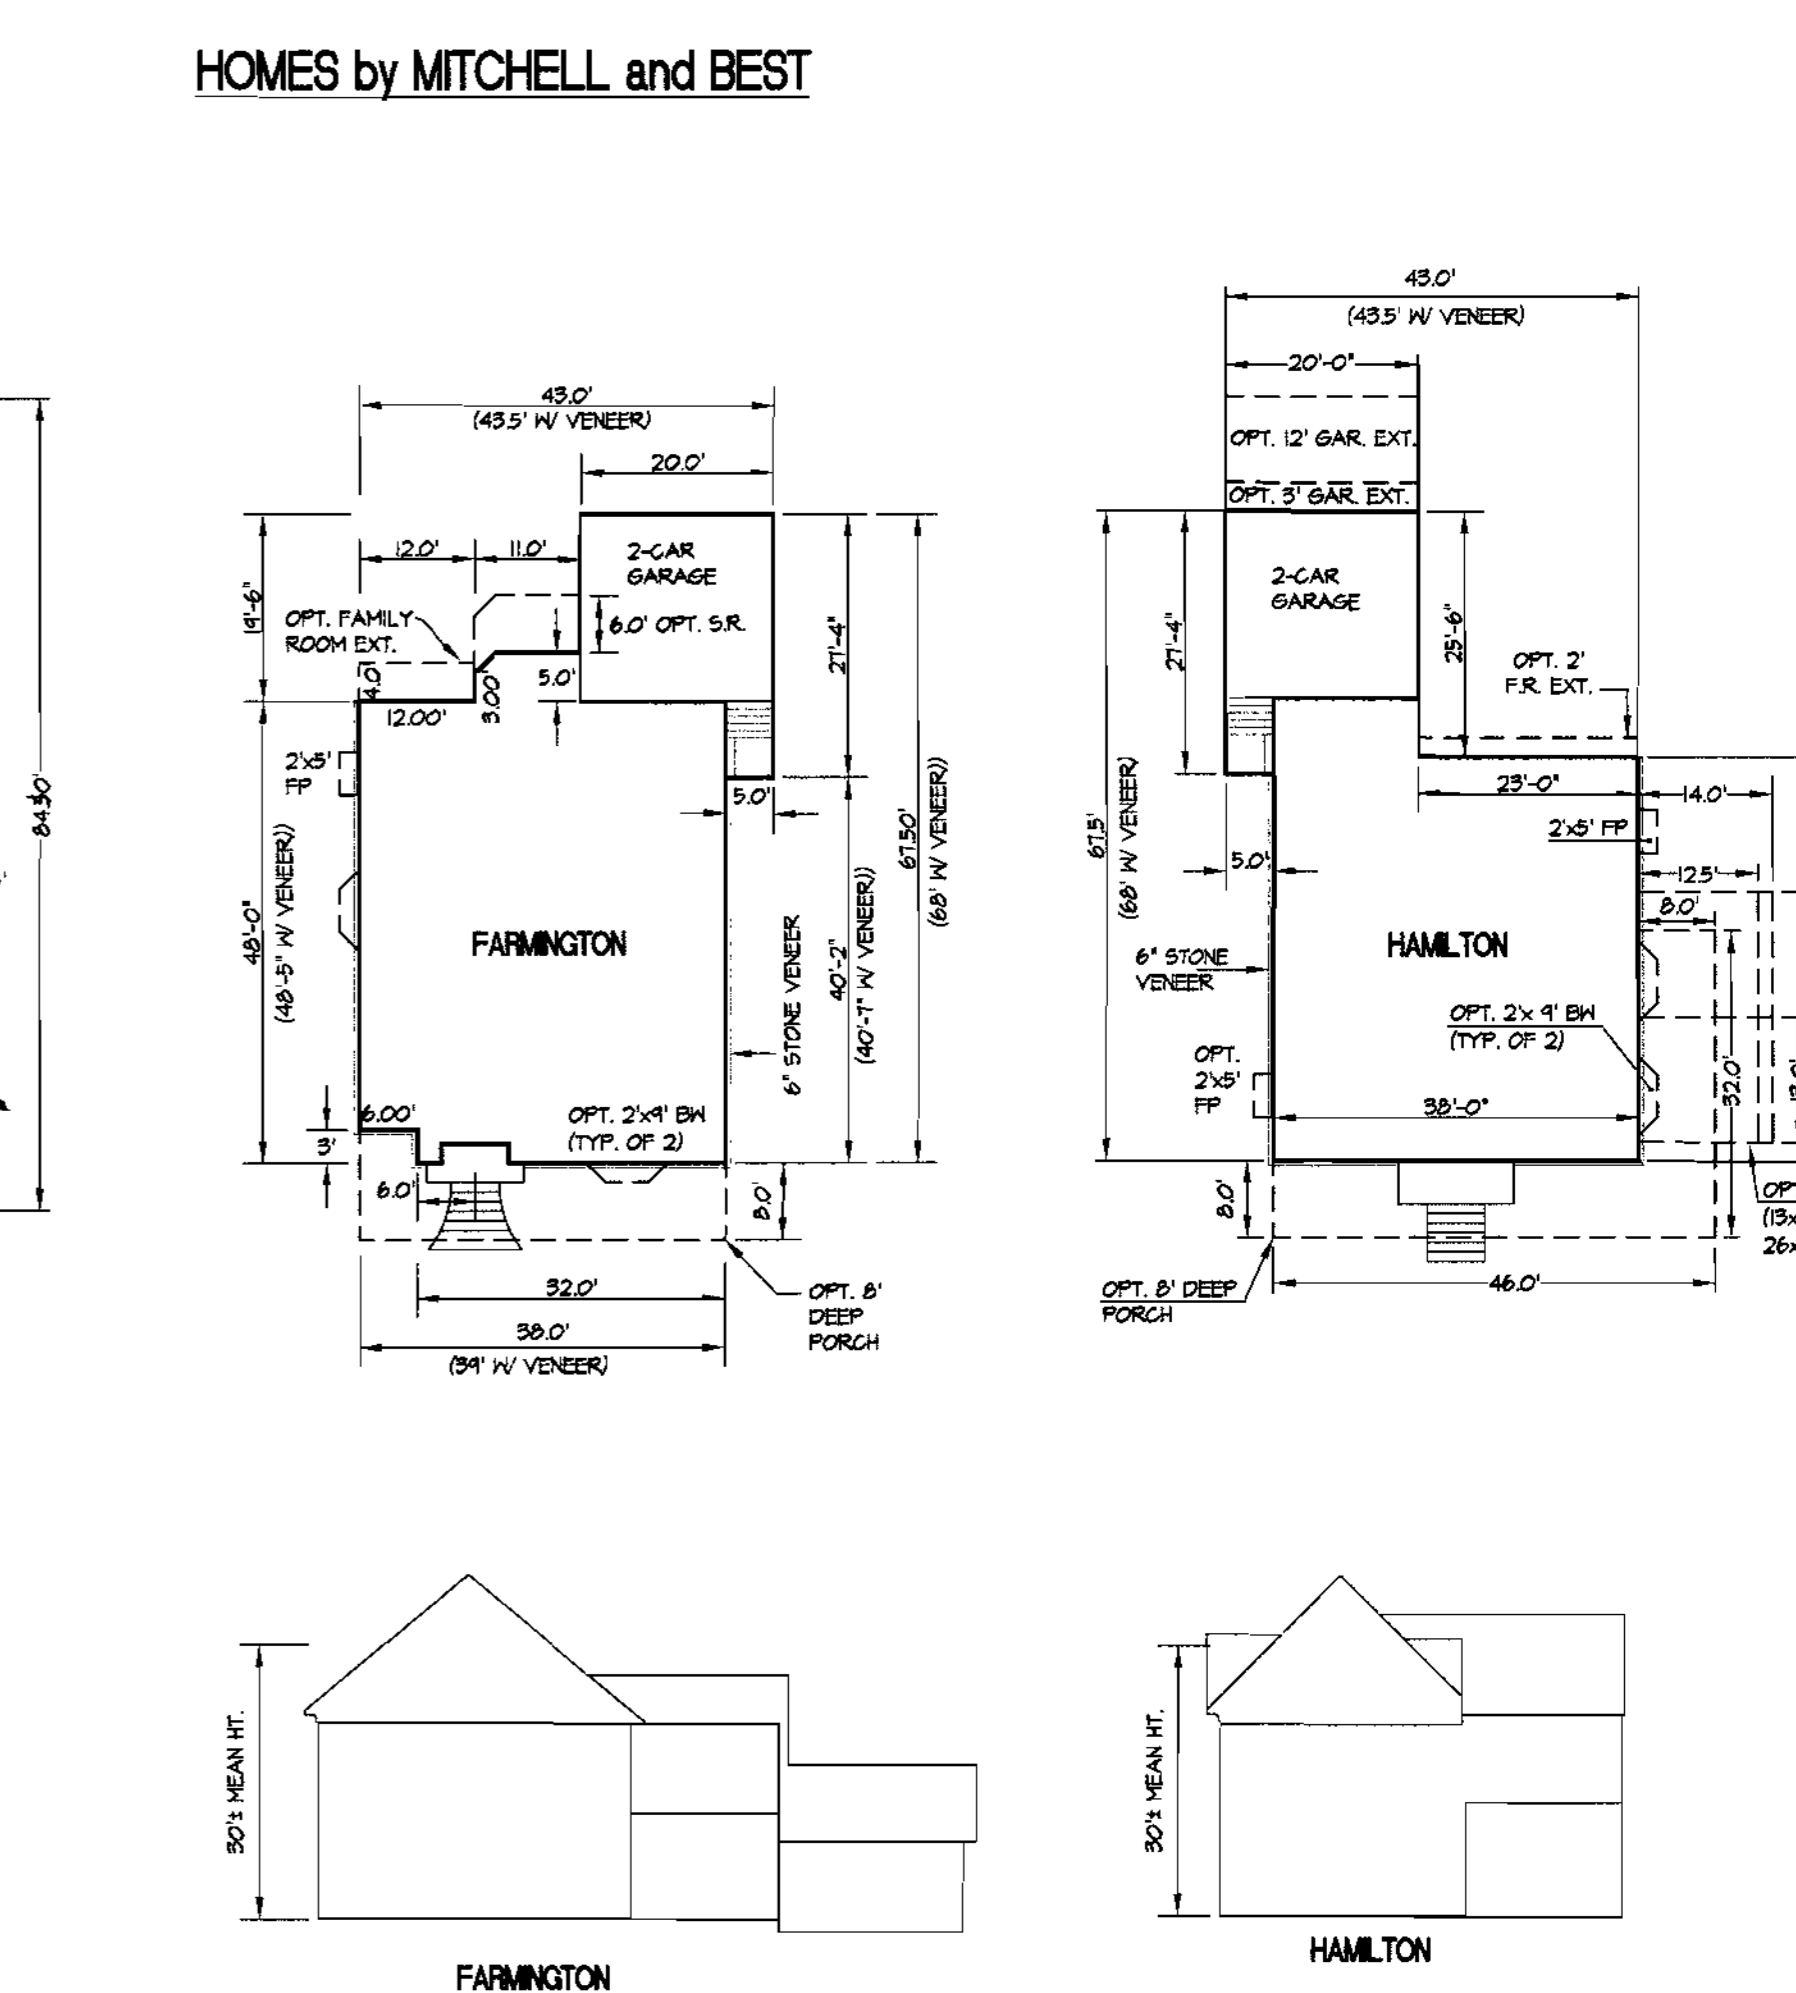 HOMES by MITCHELL and BEST
84.50'
43.0'
(43.5' W/ VENEER)
20.0'
12.0'
11.0'
2-CAR
GARAGE
19'-6"
OPT. FAMILY
ROOM EXT.
6.0' OPT. S.R.
27'-4"
4.0'
3.00'
5.0'
12.00'
2'x5'
FP
5.0'
67.50'
(68' W/ VENEER))
48'-0"
(48'-5" W/ VENEER))
FARMINGTON
6" STONE VENEER
40'-2"
(40'-7" W/ VENEER))
6.00'
3'
OPT. 2'x9' BW
(TYP. OF 2)
6.0'
8.0'
32.0'
38.0'
(39' W/ VENEER)
OPT. 8'
DEEP
PORCH
43.0'
(43.5' W/ VENEER)
20'-0"
OPT. 12' GAR. EXT.
OPT. 3' GAR. EXT.
2-CAR
GARAGE
27'-4"
25'-6"
OPT. 2'
F.R. EXT.
23'-0"
14.0'
2'x5' FP
67.5'
(68' W/ VENEER)
5.0'
12.5'
8.0'
HAMILTON
6" STONE
VENEER
OPT. 2'x 9' BW
(TYP. OF 2)
OPT.
2'x5'
FP
38'-0"
32.0'
8.0'
OPT. 8' DEEP
PORCH
46.0'
(13x
26x
30'± MEAN HT.
FARMINGTON
30'± MEAN HT.
HAMILTON